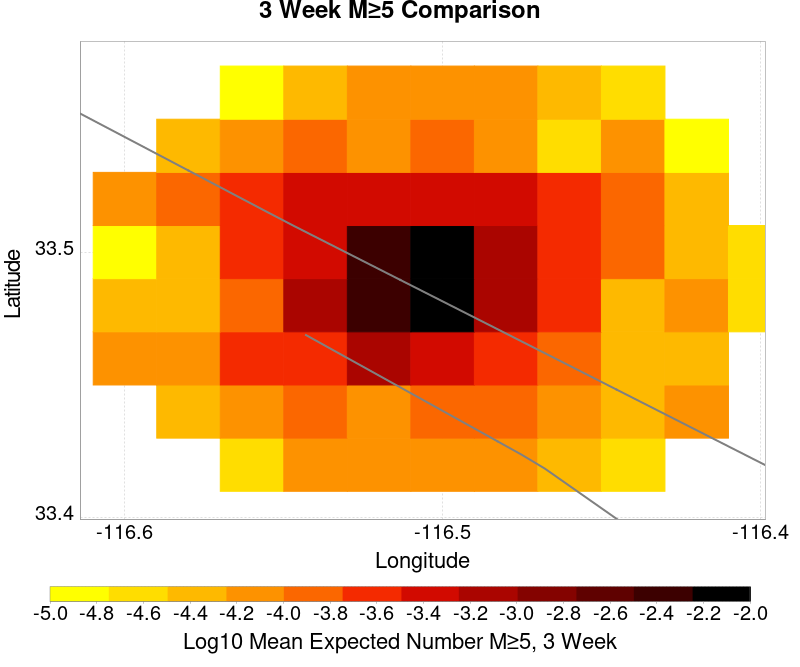 3 Week M≥5 Comparison
Latitude
33.5
33.4
-116.6 -116.5 -116.4
Longitude
-5.0 -4.8 -4.6 -4.4 -4.2 -4.0 -3.8 -3.6 -3.4 -3.2 -3.0 -2.8 -2.6 -2.4 -2.2 -2.0
Log10 Mean Expected Number M≥5, 3 Week